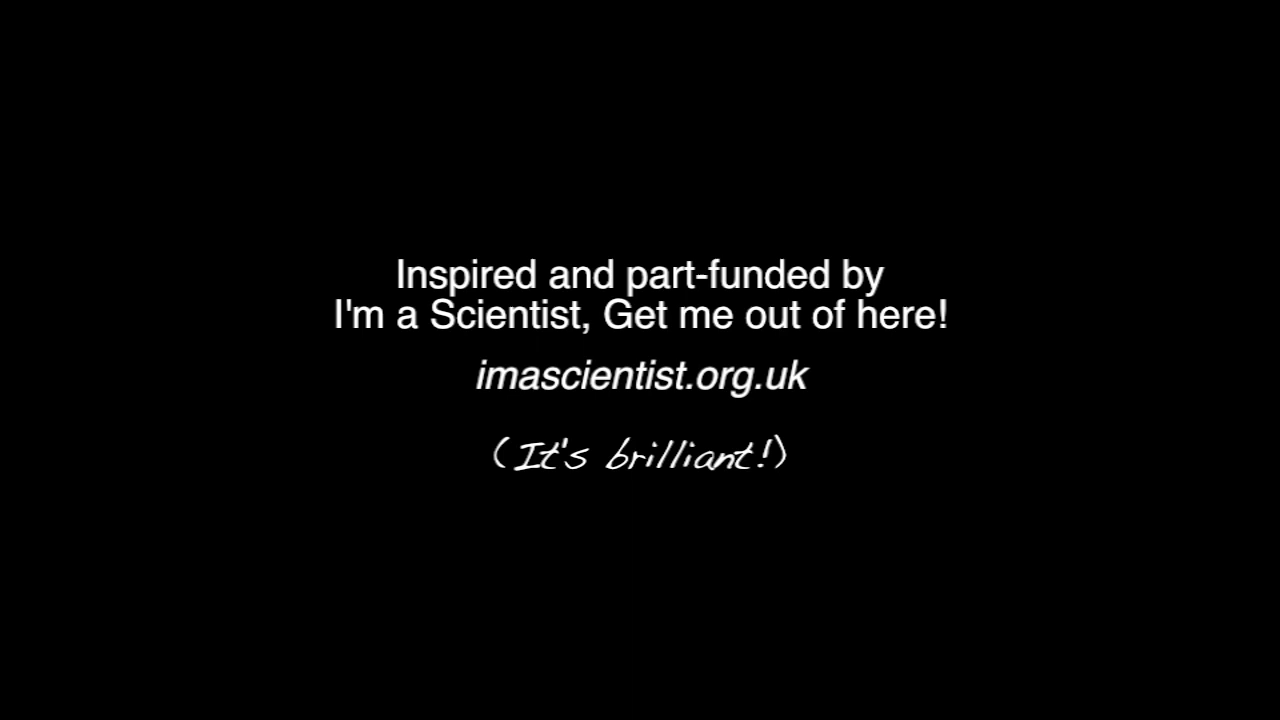 Inspired and part-funded by
I'm a Scientist, Get me out of here!
imascientist.org.uk
(It's brilliant!)